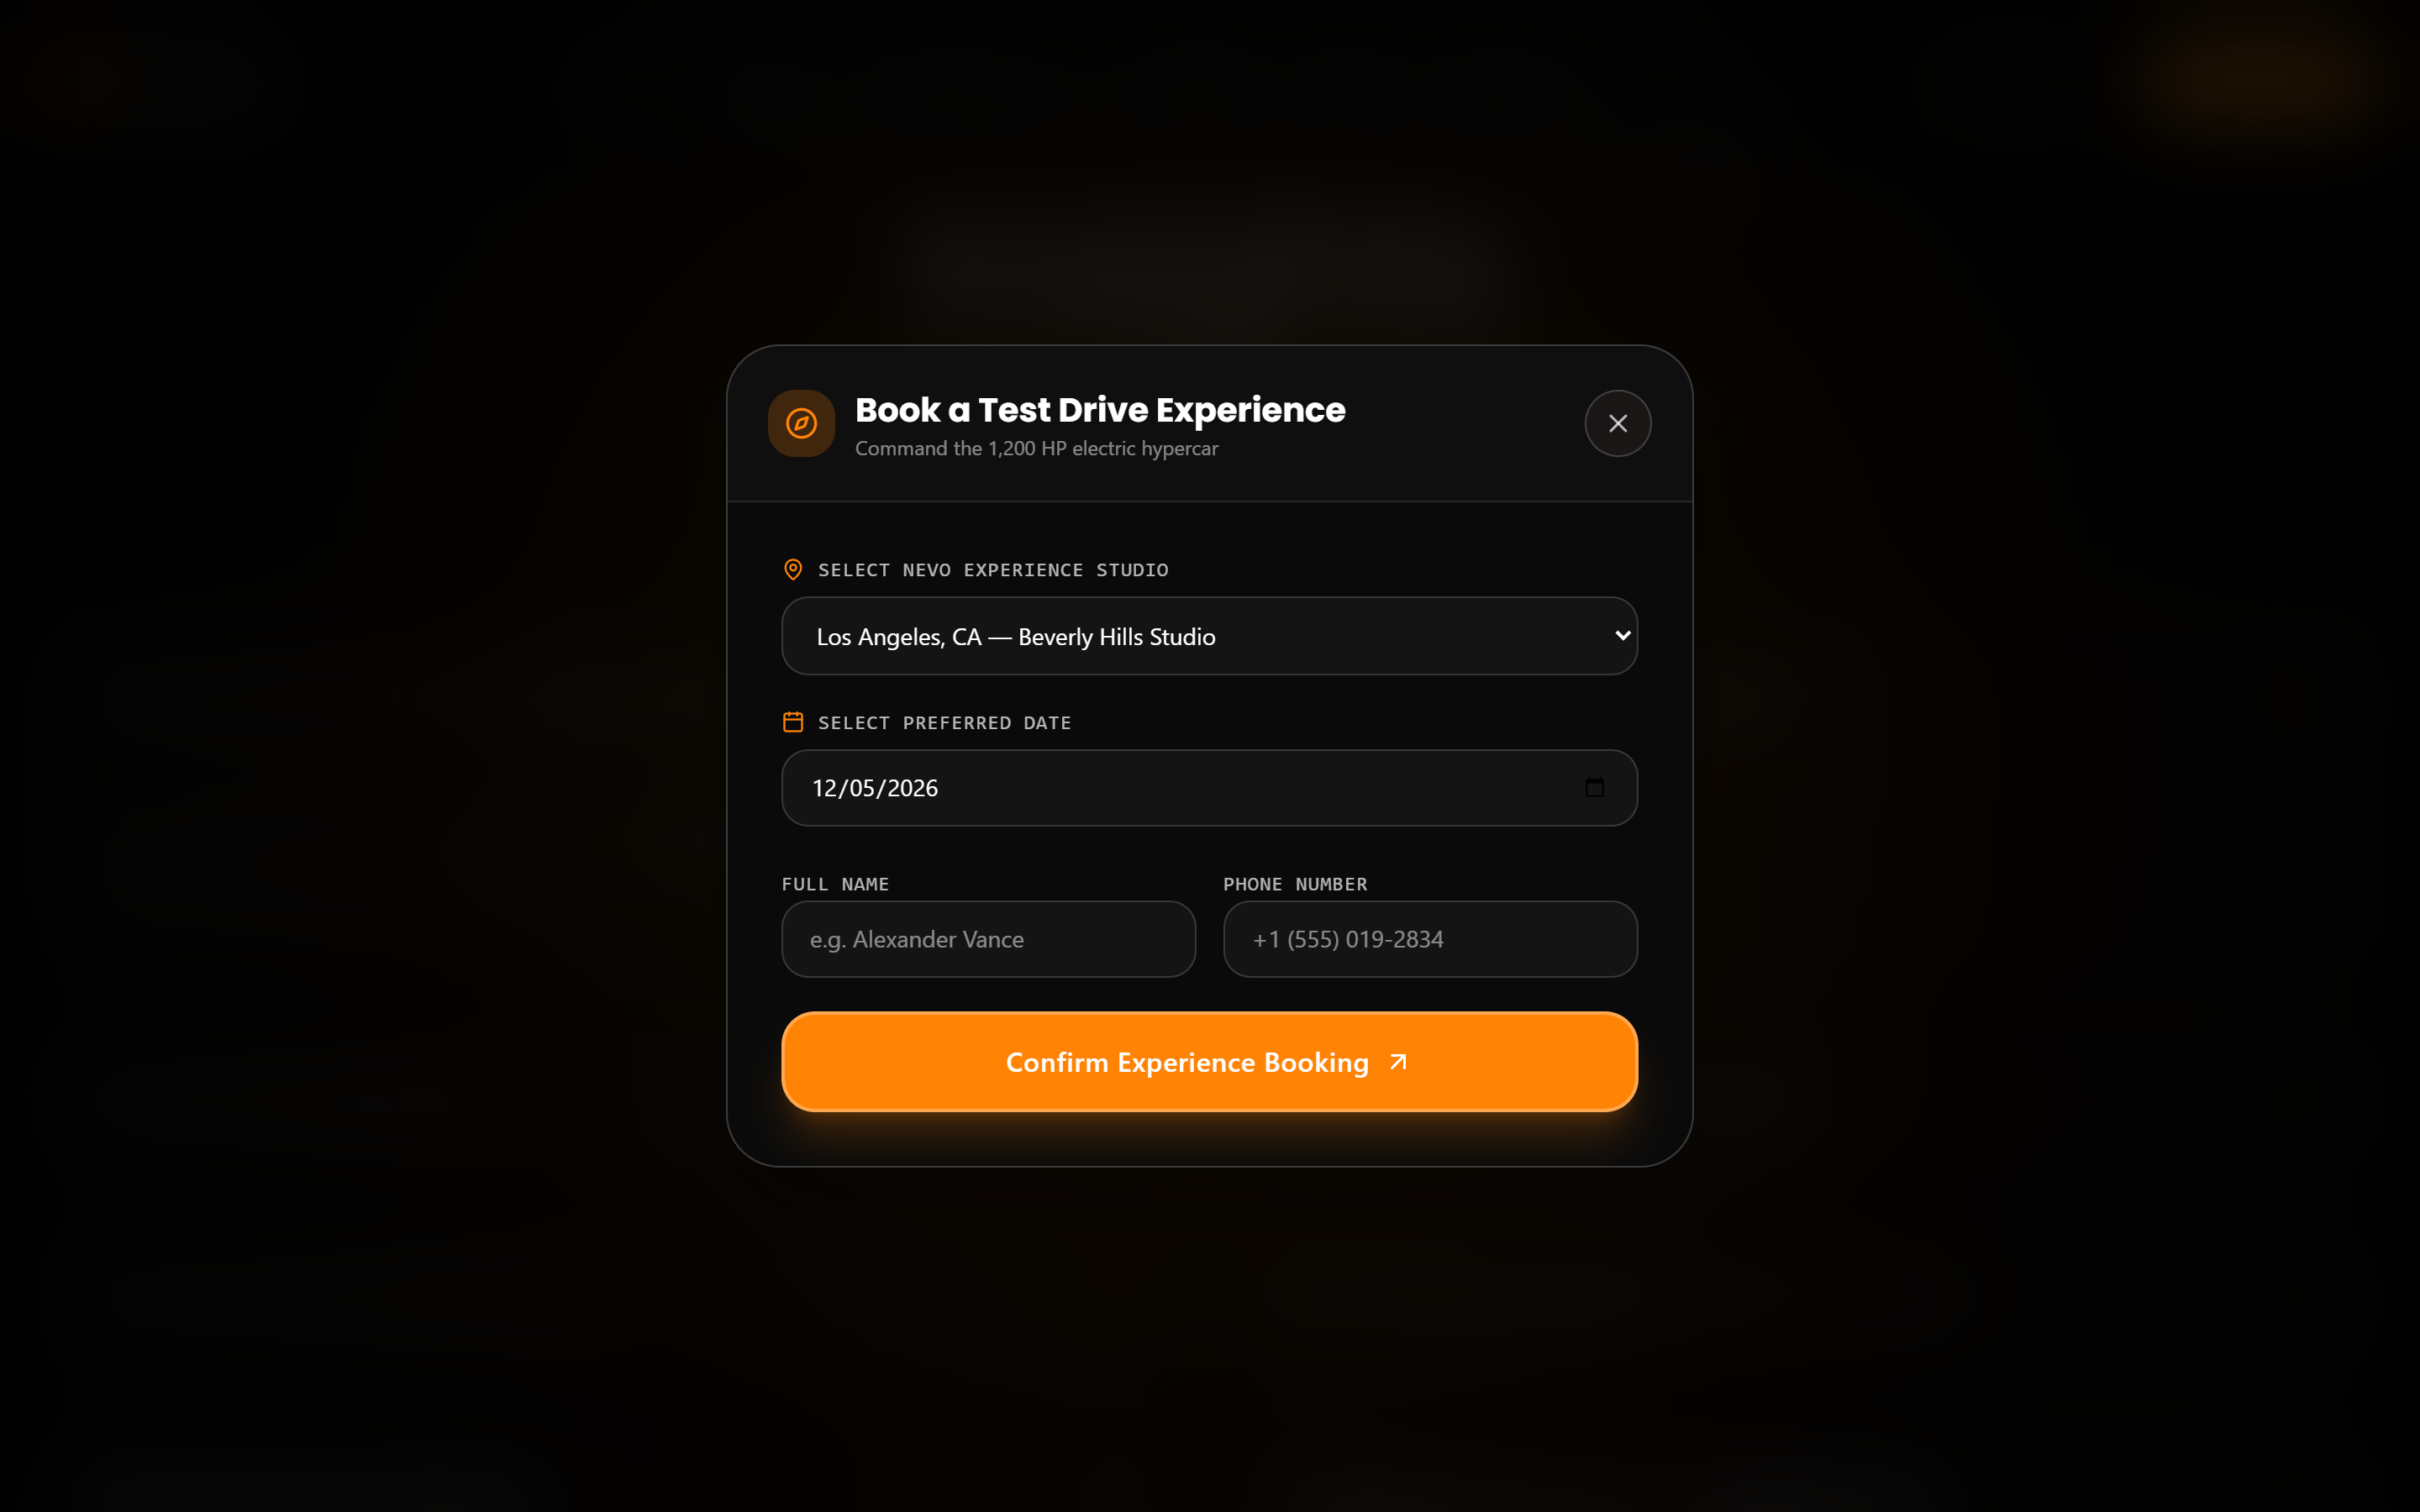 Book a Test Drive Experience
Command the 1,200 HP electric hypercar
SELECT NEVO EXPERIENCE STUDIO
Los Angeles, CA — Beverly Hills Studio
SELECT PREFERRED DATE
12/05/2026
FULL NAME
PHONE NUMBER
e.g. Alexander Vance
+1 (555) 019-2834
Confirm Experience Booking